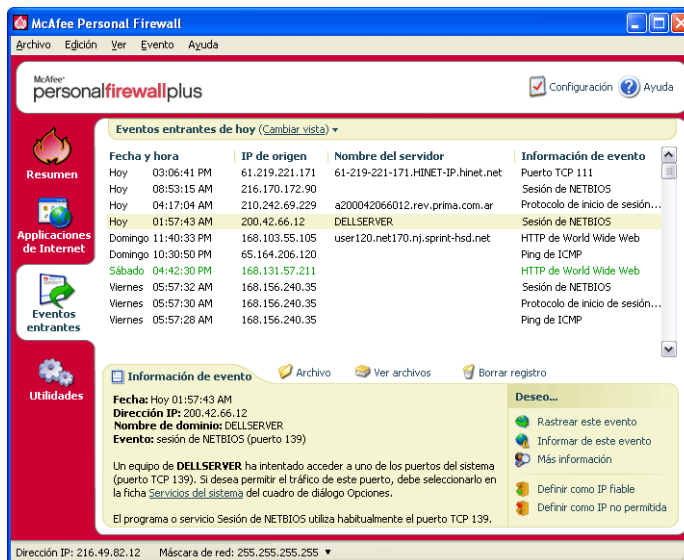 McAfee Personal Firewall
Archivo Edición Ver Evento Ayuda
McAfee
personalfirewallplus
Configuración Ayuda
Resumen
Aplicaciones
de Internet
Eventos
entrantes
Utilidades
Eventos entrantes de hoy (Cambiar vista)
Fecha y hora IP de origen Nombre del servidor Información de evento
Hoy 03:06:41 PM 61.219.221.171 61-219-221-171.HINET-IP.hinet.net Puerto TCP 111
Hoy 08:53:15 AM 216.170.172.90 Sesión de NETBIOS
Hoy 04:17:04 AM 210.242.69.229 a200042066012.rev.prima.com.ar Protocolo de inicio de sesión...
Hoy 01:57:43 AM 200.42.66.12 DELLSERVER Sesión de NETBIOS
Domingo 11:40:33 PM 168.103.55.105 user120.net170.nj.sprint-hsd.net HTTP de World Wide Web
Domingo 10:30:50 PM 65.164.206.120 Ping de ICMP
Sábado 04:42:30 PM 168.131.57.211 HTTP de World Wide Web
Viernes 05:57:32 AM 168.156.240.35 Sesión de NETBIOS
Viernes 05:57:30 AM 168.156.240.35 Protocolo de inicio de sesión...
Viernes 05:57:28 AM 168.156.240.35 Ping de ICMP
Información de evento Archivo Ver archivos Borrar registro
Fecha: Hoy 01:57:43 AM
Dirección IP: 200.42.66.12
Nombre de dominio: DELLSERVER
Evento: sesión de NETBIOS (puerto 139)
Un equipo de DELLSERVER ha intentado acceder a uno de los puertos del sistema
(puerto TCP 139). Si desea permitir el tráfico de este puerto, debe seleccionarlo en
la ficha Servicios del sistema del cuadro de diálogo Opciones.
El programa o servicio Sesión de NETBIOS utiliza habitualmente el puerto TCP 139.
Deseo...
Rastrear este evento
Informar de este evento
Más información
Definir como IP fiable
Definir como IP no permitida
Dirección IP: 216.49.82.12 Máscara de red: 255.255.255.255